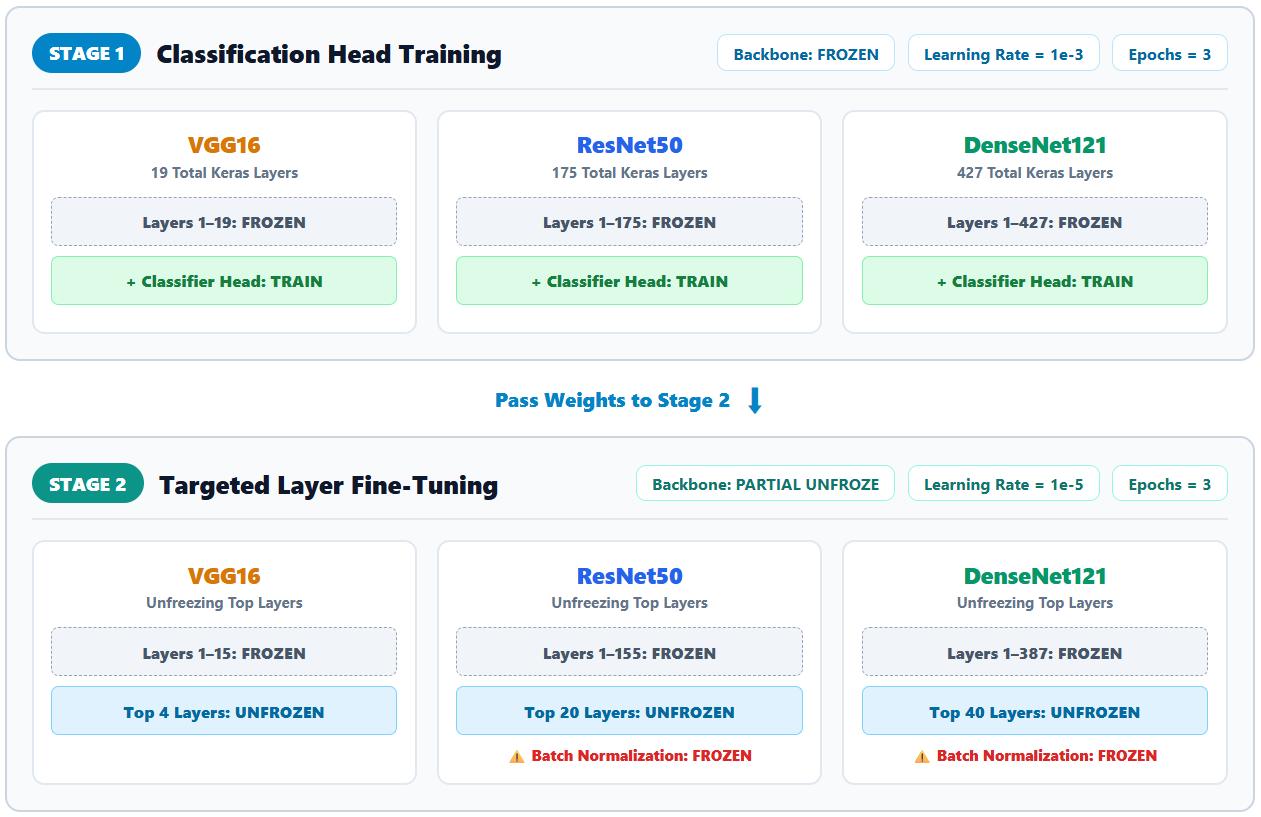 STAGE 1 Classification Head Training Backbone: FROZEN Learning Rate = 1e-3 Epochs = 3
VGG16
19 Total Keras Layers
Layers 1–19: FROZEN
+ Classifier Head: TRAIN
ResNet50
175 Total Keras Layers
Layers 1–175: FROZEN
+ Classifier Head: TRAIN
DenseNet121
427 Total Keras Layers
Layers 1–427: FROZEN
+ Classifier Head: TRAIN
Pass Weights to Stage 2 ⬇
STAGE 2 Targeted Layer Fine-Tuning Backbone: PARTIAL UNFROZE Learning Rate = 1e-5 Epochs = 3
VGG16
Unfreezing Top Layers
Layers 1–15: FROZEN
Top 4 Layers: UNFROZEN
ResNet50
Unfreezing Top Layers
Layers 1–155: FROZEN
Top 20 Layers: UNFROZEN
⚠️ Batch Normalization: FROZEN
DenseNet121
Unfreezing Top Layers
Layers 1–387: FROZEN
Top 40 Layers: UNFROZEN
⚠️ Batch Normalization: FROZEN